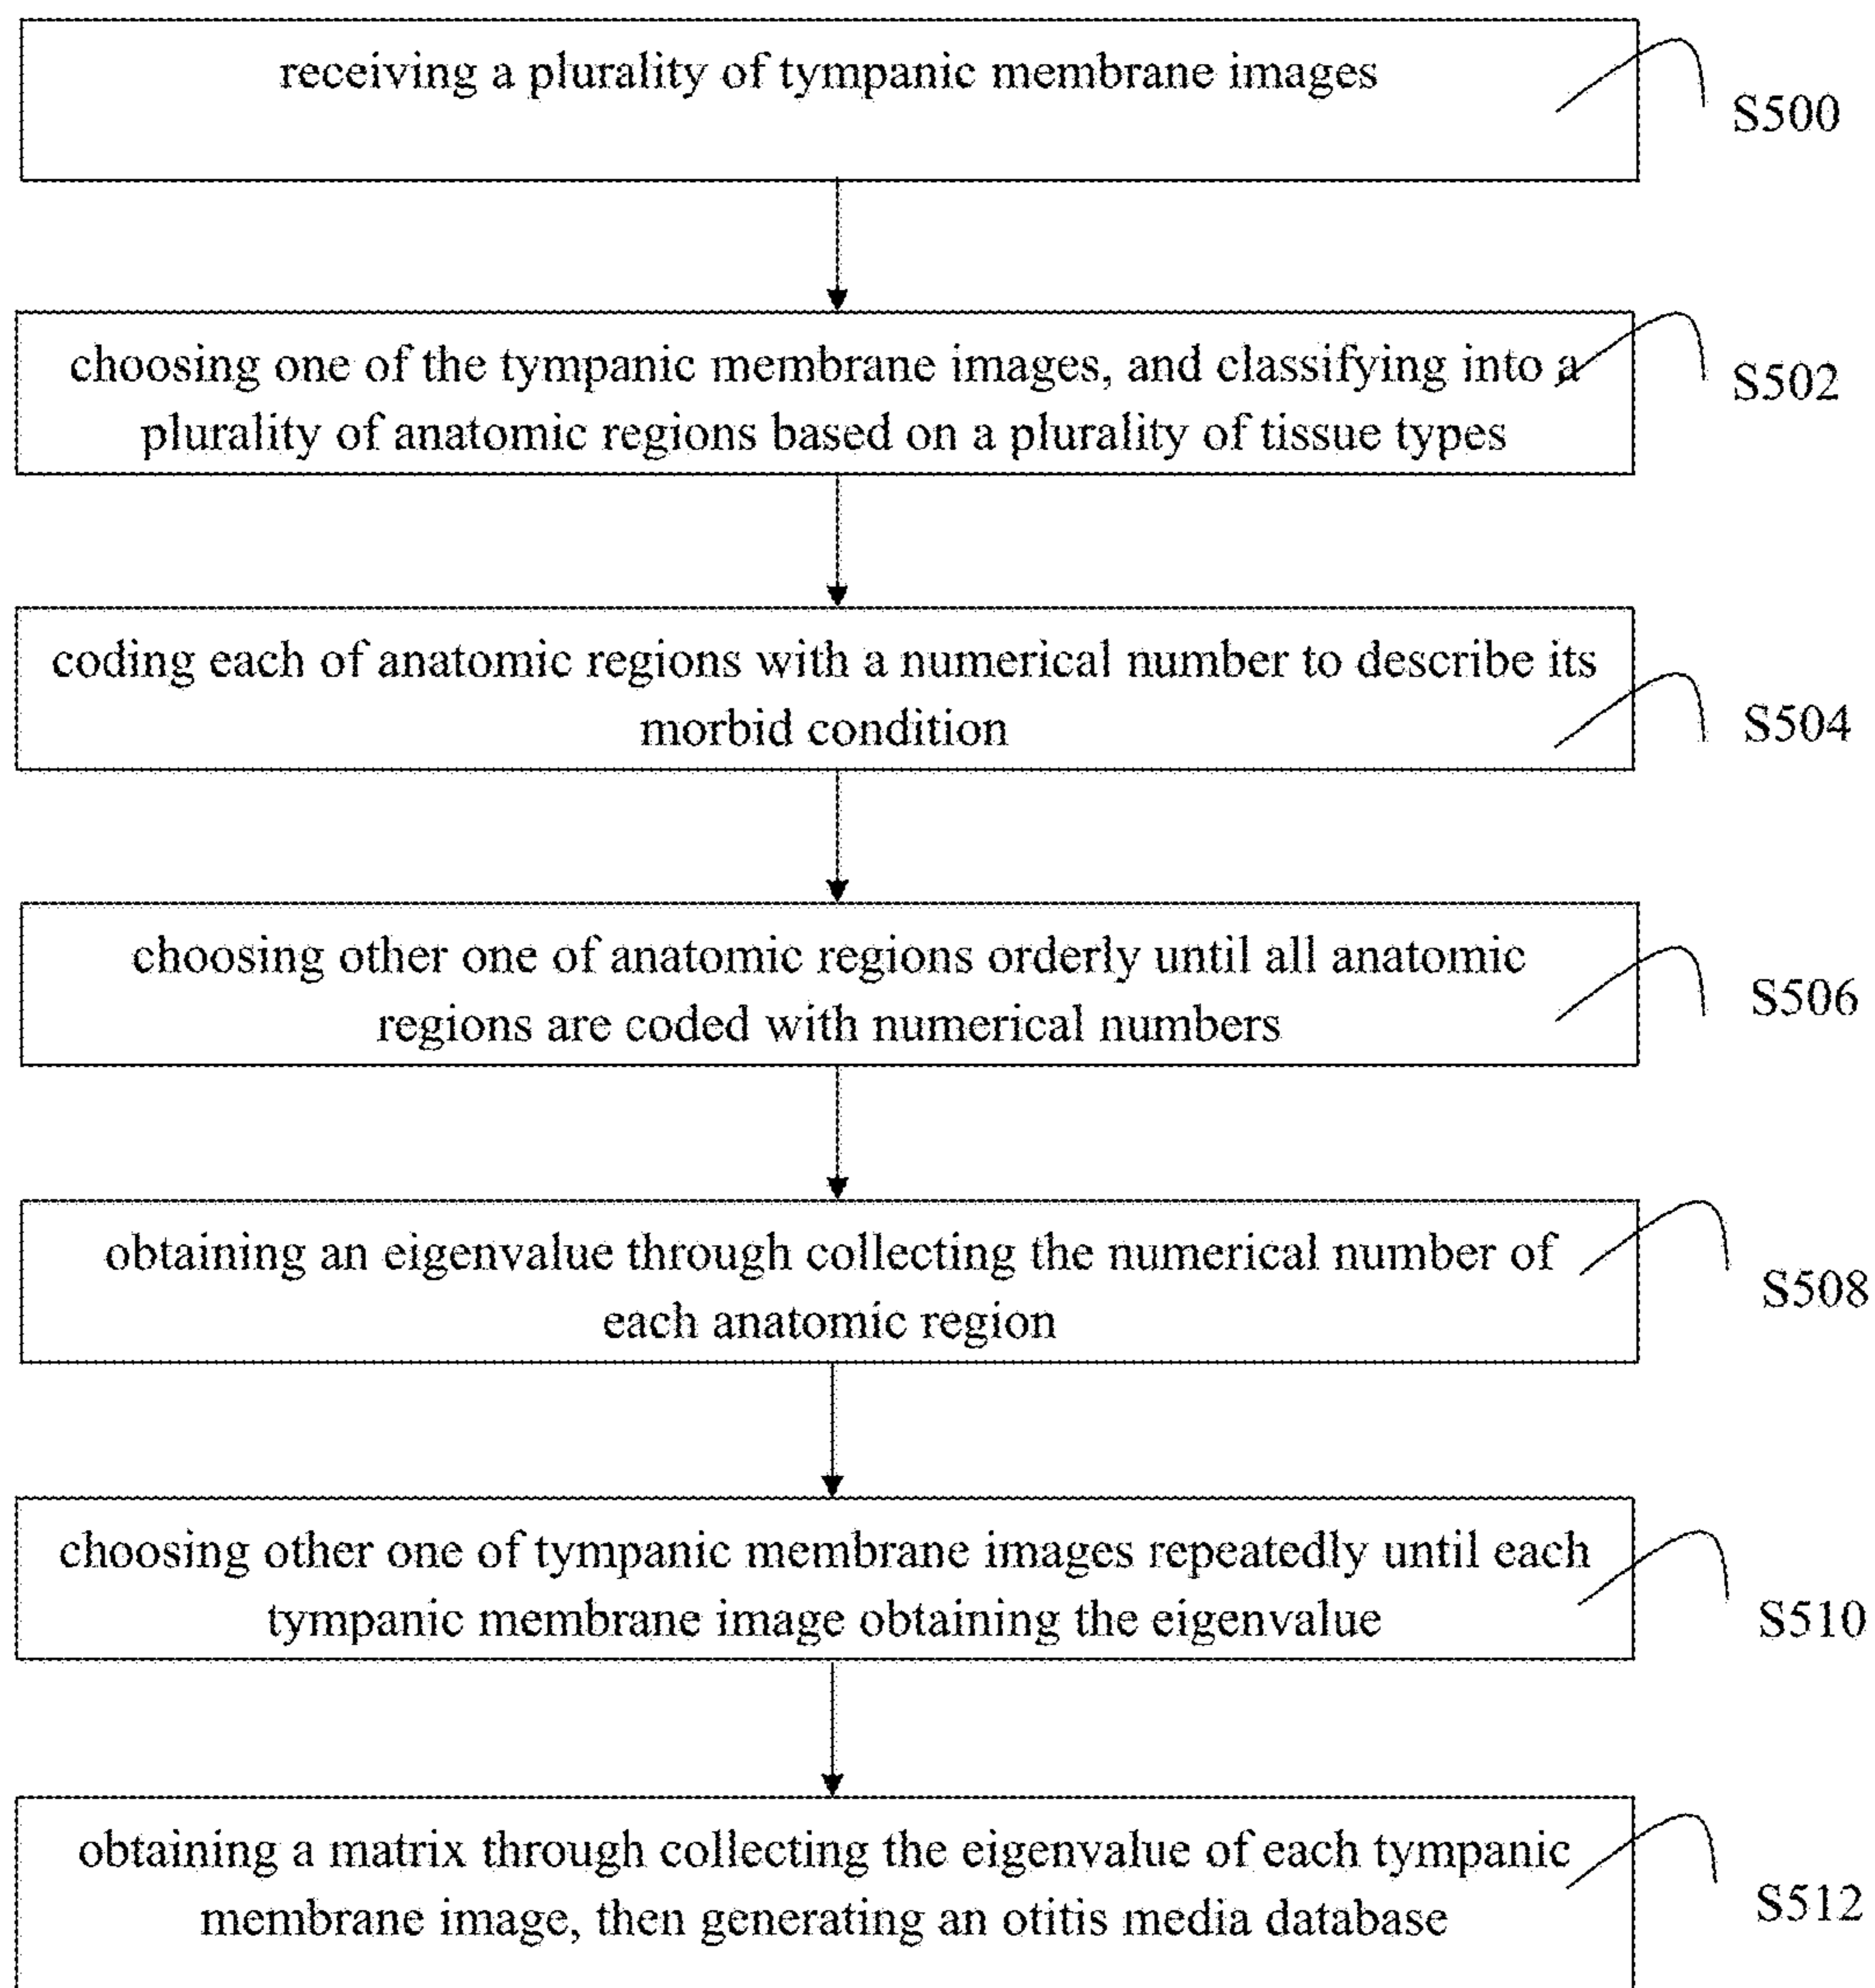 receiving a plurality of tympanic membrane images
S500
choosing one of the tympanic membrane images, and classifying into a
plurality of anatomic regions based on a plurality of tissue types
S502
coding each of anatomic regions with a numerical number to describe its
morbid condition
S504
choosing other one of anatomic regions orderly until all anatomic
regions are coded with numerical numbers
S506
obtaining an eigenvalue through collecting the numerical number of
each anatomic region
S508
choosing other one of tympanic membrane images repeatedly until each
tympanic membrane image obtaining the eigenvalue
S510
obtaining a matrix through collecting the eigenvalue of each tympanic
membrane image, then generating an otitis media database
S512